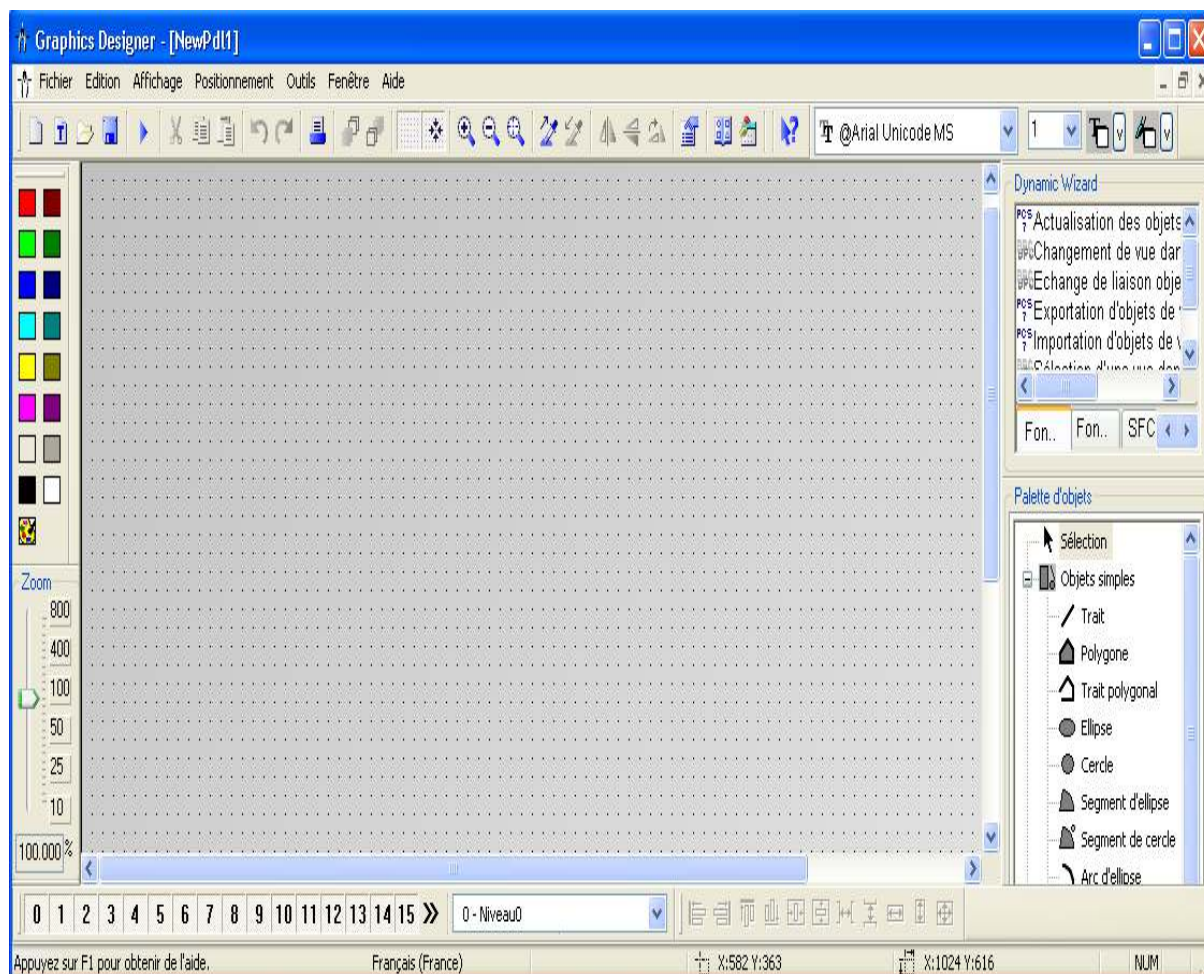 Graphics Designer - [NewPdl1]
Fichier Edition Affichage Positionnement Outils Fenêtre Aide
@Arial Unicode MS 1
Dynamic Wizard
Actualisation des objets
Changement de vue dar
Echange de liaison obje
Exportation d'objets de
Importation d'objets de v
Fon.. Fon.. SFC
Palette d'objets
Sélection
Objets simples
Trait
Polygone
Trait polygonal
Ellipse
Cercle
Segment d'ellipse
Segment de cercle
Arc d'ellipse
Zoom
800
400
100
50
25
10
100.000 %
0 1 2 3 4 5 6 7 8 9 10 11 12 13 14 15 0 - Niveau0
Appuyez sur F1 pour obtenir de l'aide. Français (France) X:582 Y:363 X:1024 Y:616 NUM